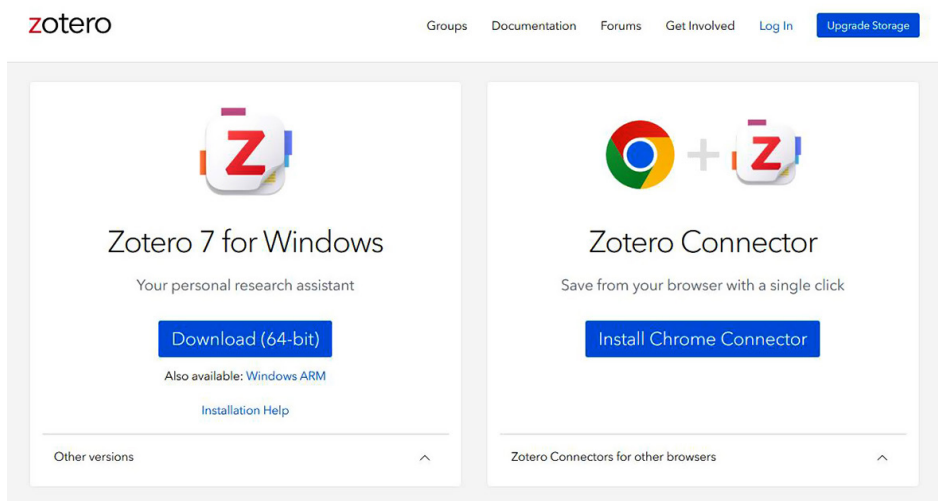 zotero
Groups Documentation Forums Get Involved Log In Upgrade Storage
Z
Zotero 7 for Windows
Your personal research assistant
Download (64-bit)
Also available: Windows ARM
Installation Help
Other versions
Z
Zotero Connector
Save from your browser with a single click
Install Chrome Connector
Zotero Connectors for other browsers